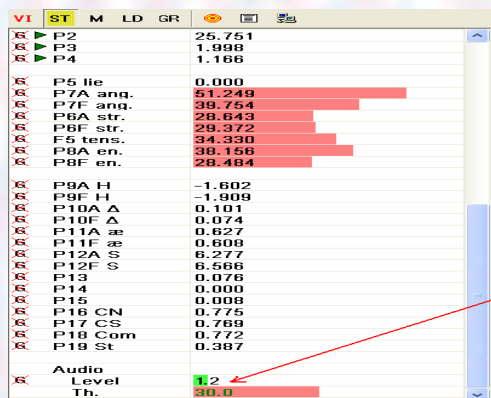 VI ST M LD GR
P2 25.751
P3 1.998
P4 1.166
P5 lie 0.000
P7A ang. 51.249
P7F ang. 39.754
P6A str. 28.643
P6F str. 29.372
F5 tens. 34.330
P8A en. 38.156
P8F en. 28.484
P9A H -1.602
P9F H -1.909
P10A Δ 0.101
P10F Δ 0.074
P11A æ 0.627
P11F æ 0.608
P12A S 6.277
P12F S 6.566
P13 0.076
P14 0.000
P15 0.008
P16 CN 0.775
P17 CS 0.769
P18 Com 0.772
P19 St 0.387
Audio
Level 1.2
Th. 30.0